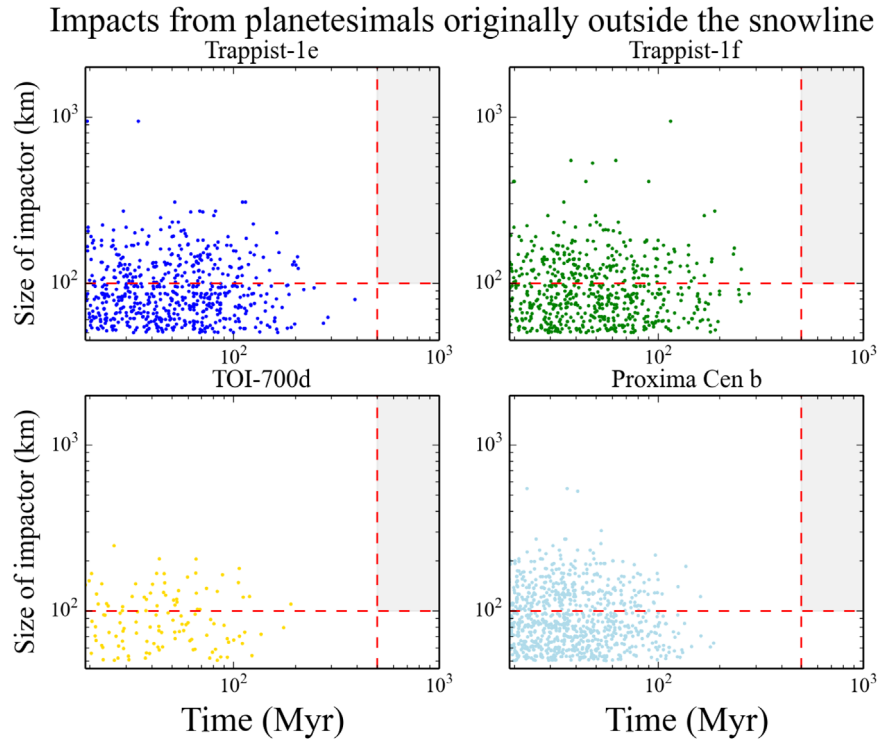 Impacts from planetesimals originally outside the snowline
Trappist-1e
Trappist-1f
Size of impactor (km)
10³
10²
10²
10³
10³
10²
10²
10³
TOI-700d
Proxima Cen b
Size of impactor (km)
10³
10²
10²
10³
10³
10²
10²
10³
Time (Myr)
Time (Myr)